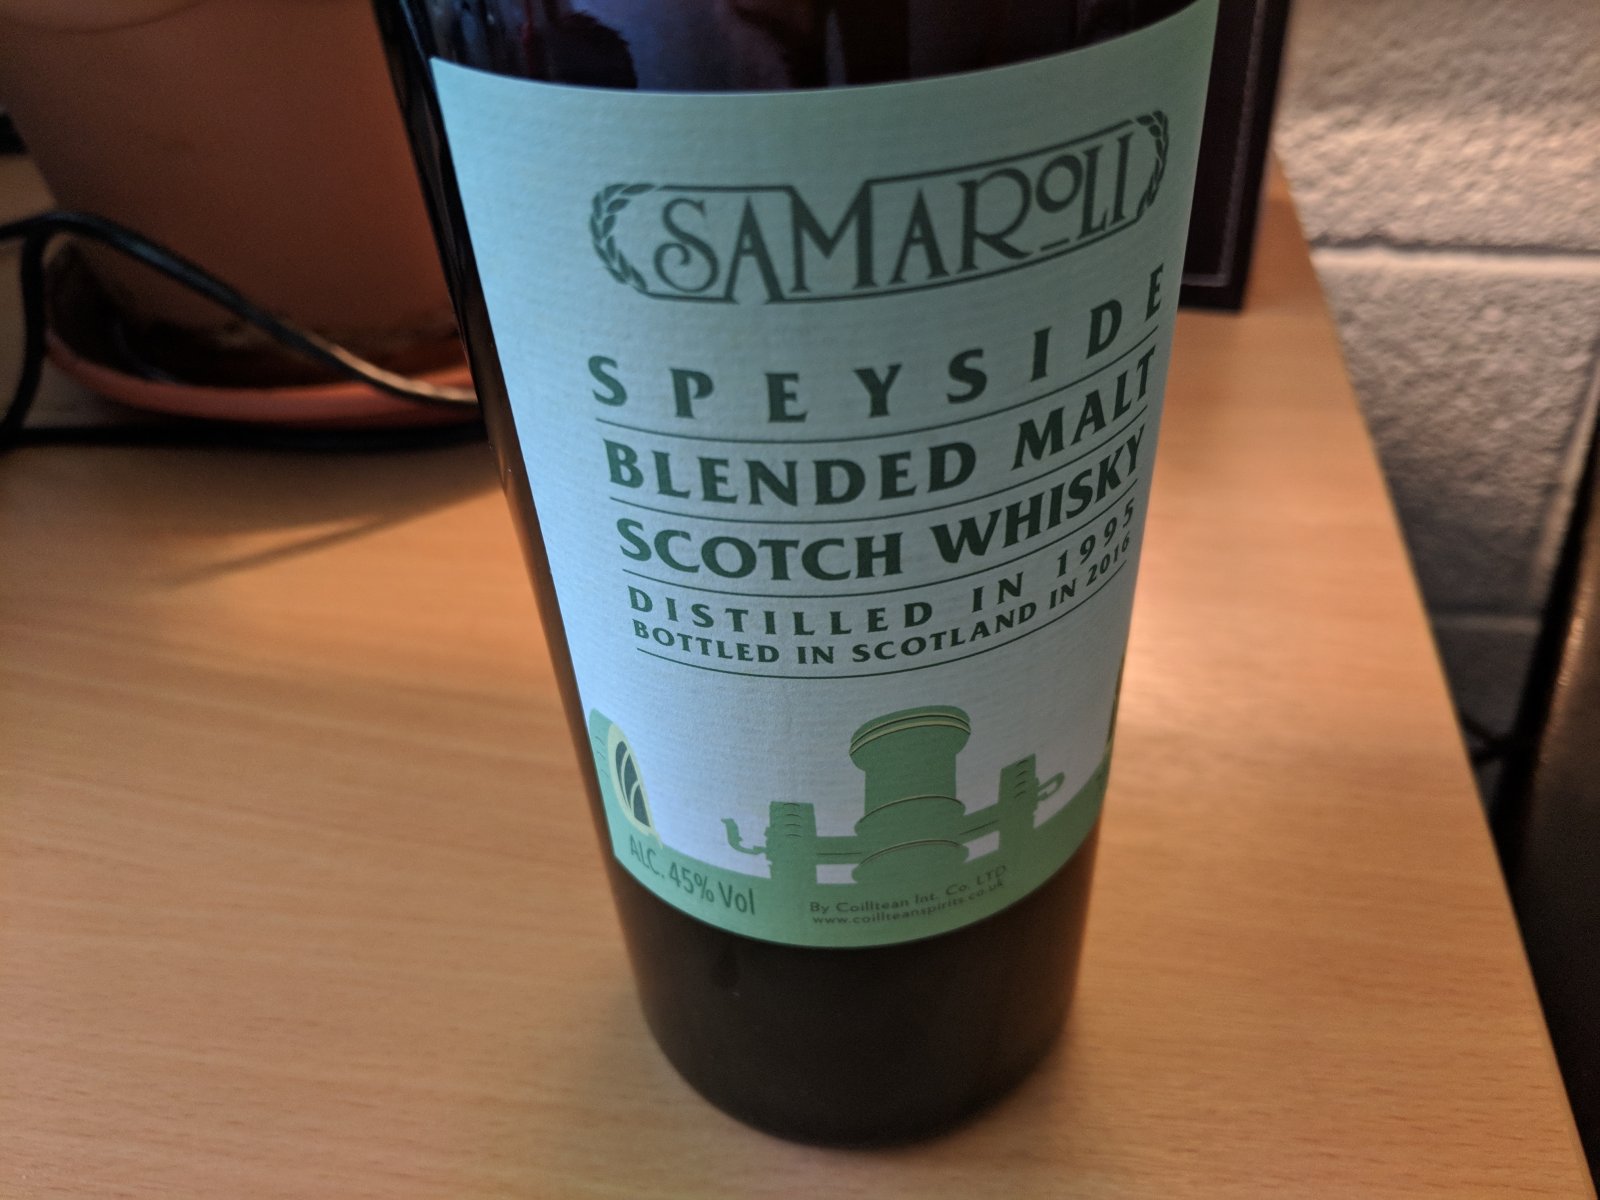 SAMAROLI
SPEYSIDE
BLENDED MALT
SCOTCH WHISKY
DISTILLED IN 1995
BOTTLED IN SCOTLAND IN 2016
ALC. 45% Vol
By Coilltean Int. Co. LTD
www.coillteanspirits.co.uk